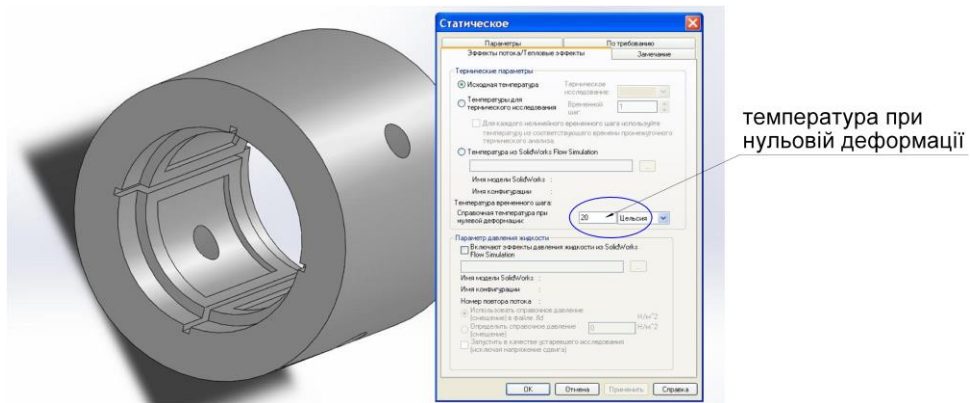 Статическое
Параметры
По требованию
Эффекты потока/Тепловые эффекты
Замечание
Термические параметры
Исходная температура
Термическое исследование:
Температуры для термического исследования
Временной шаг:
1
Для каждого нелинейного временного шага используйте
температуру из соответствующего времени промежуточного
термического анализа.
Температура из SolidWorks Flow Simulation
...
Имя модели SolidWorks :
Имя конфигурации :
Температура временного шага:
Справочная температура при
нулевой деформации:
20
Цельсия
температура при
нульовій деформації
Параметр давления жидкости
Включают эффекты давления жидкости из SolidWorks
Flow Simulation
...
Имя модели SolidWorks :
Имя конфигурации :
Номер повтора потока :
Использовать справочное давление
(смещение) в файле .fld
Н/м^2
Определить справочное давление
(смещение)
0
Н/м^2
Запустить в качестве устаревшего исследования
(исключая напряжение сдвига)
OK
Отмена
Применить
Справка